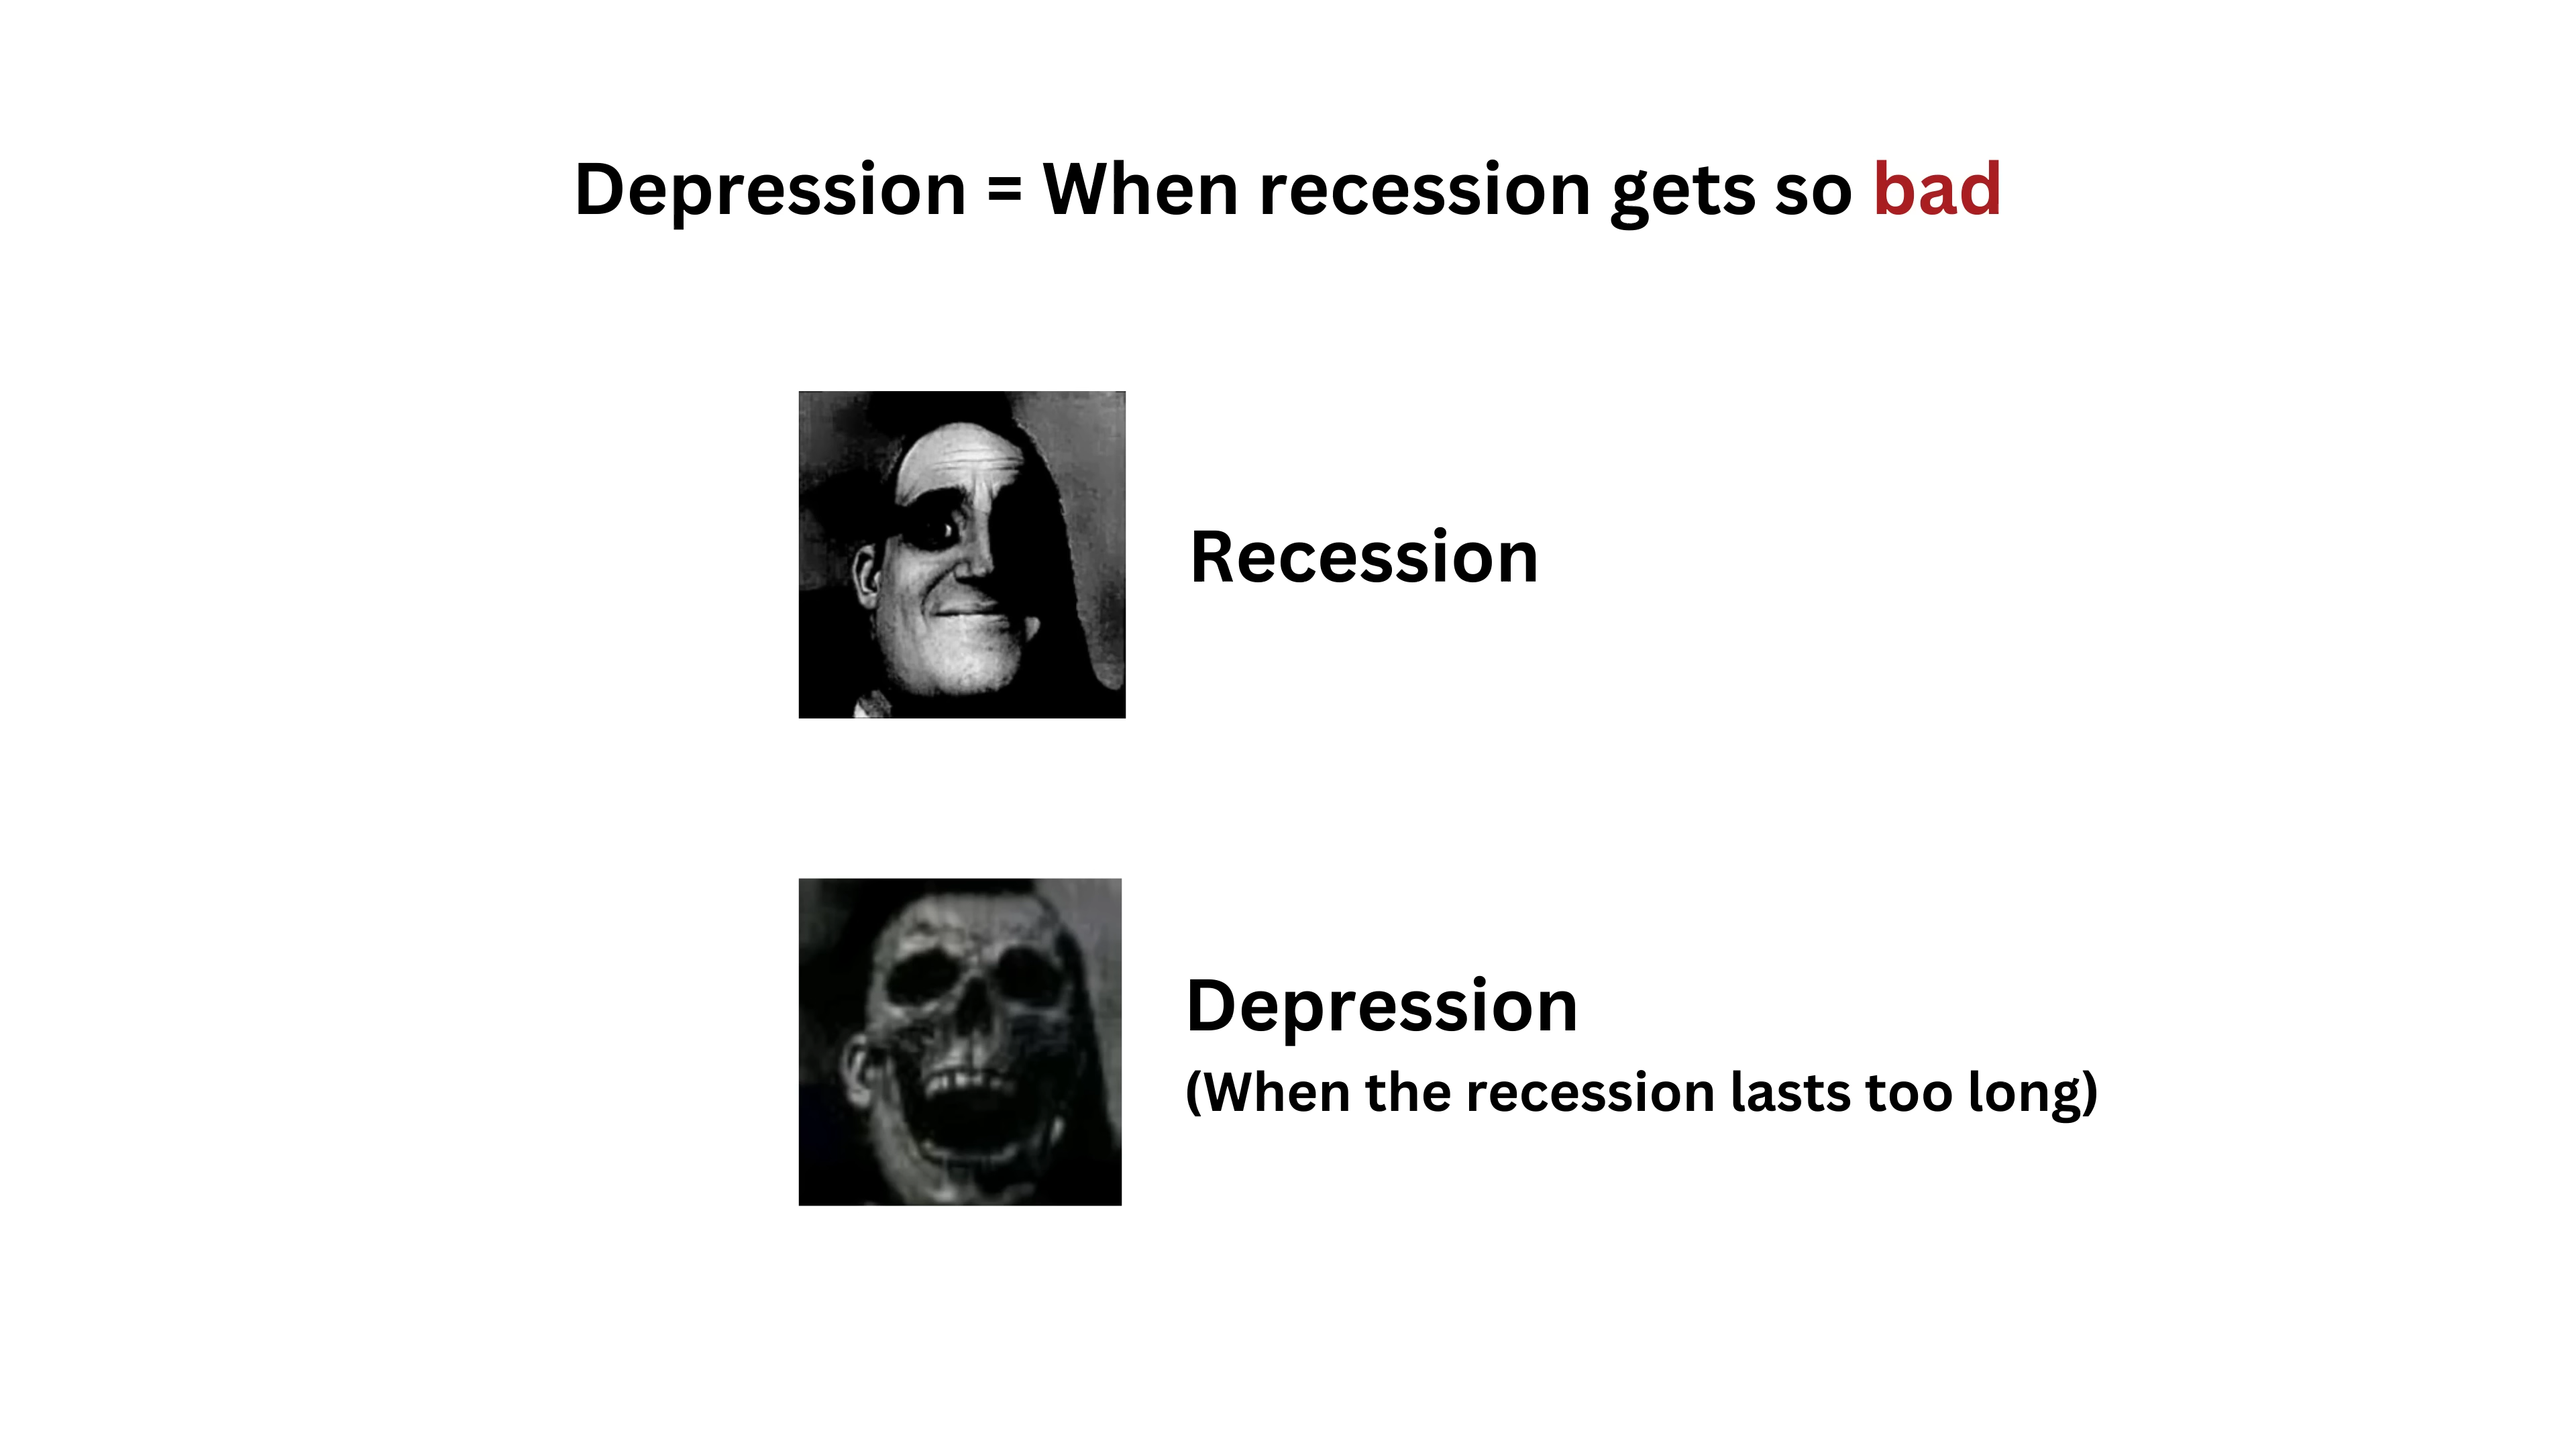 Depression = When recession gets so bad
Recession
Depression
(When the recession lasts too long)